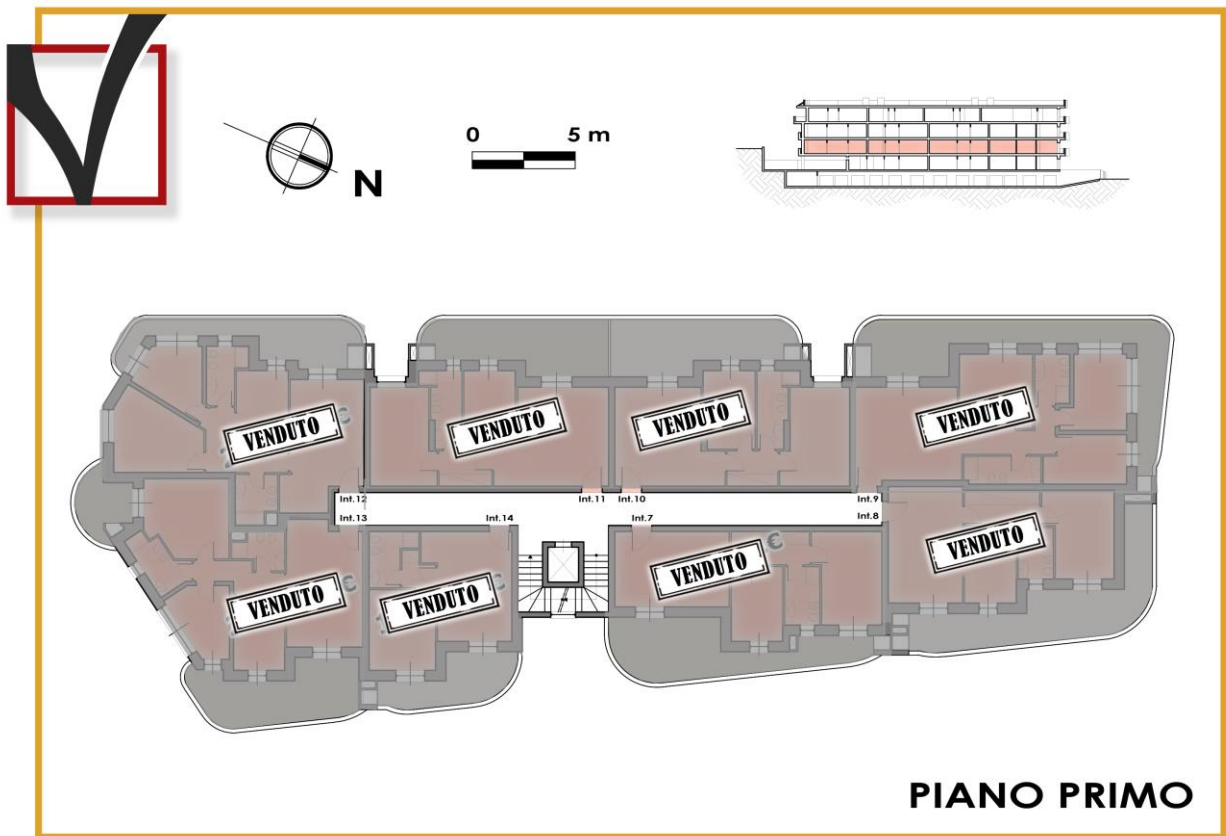 0 5 m
N
VENDUTO
VENDUTO
VENDUTO
VENDUTO
Int.12
Int.11
Int.10
Int.9
Int.13
Int.14
Int.7
Int.8
VENDUTO
VENDUTO
VENDUTO
VENDUTO
PIANO PRIMO